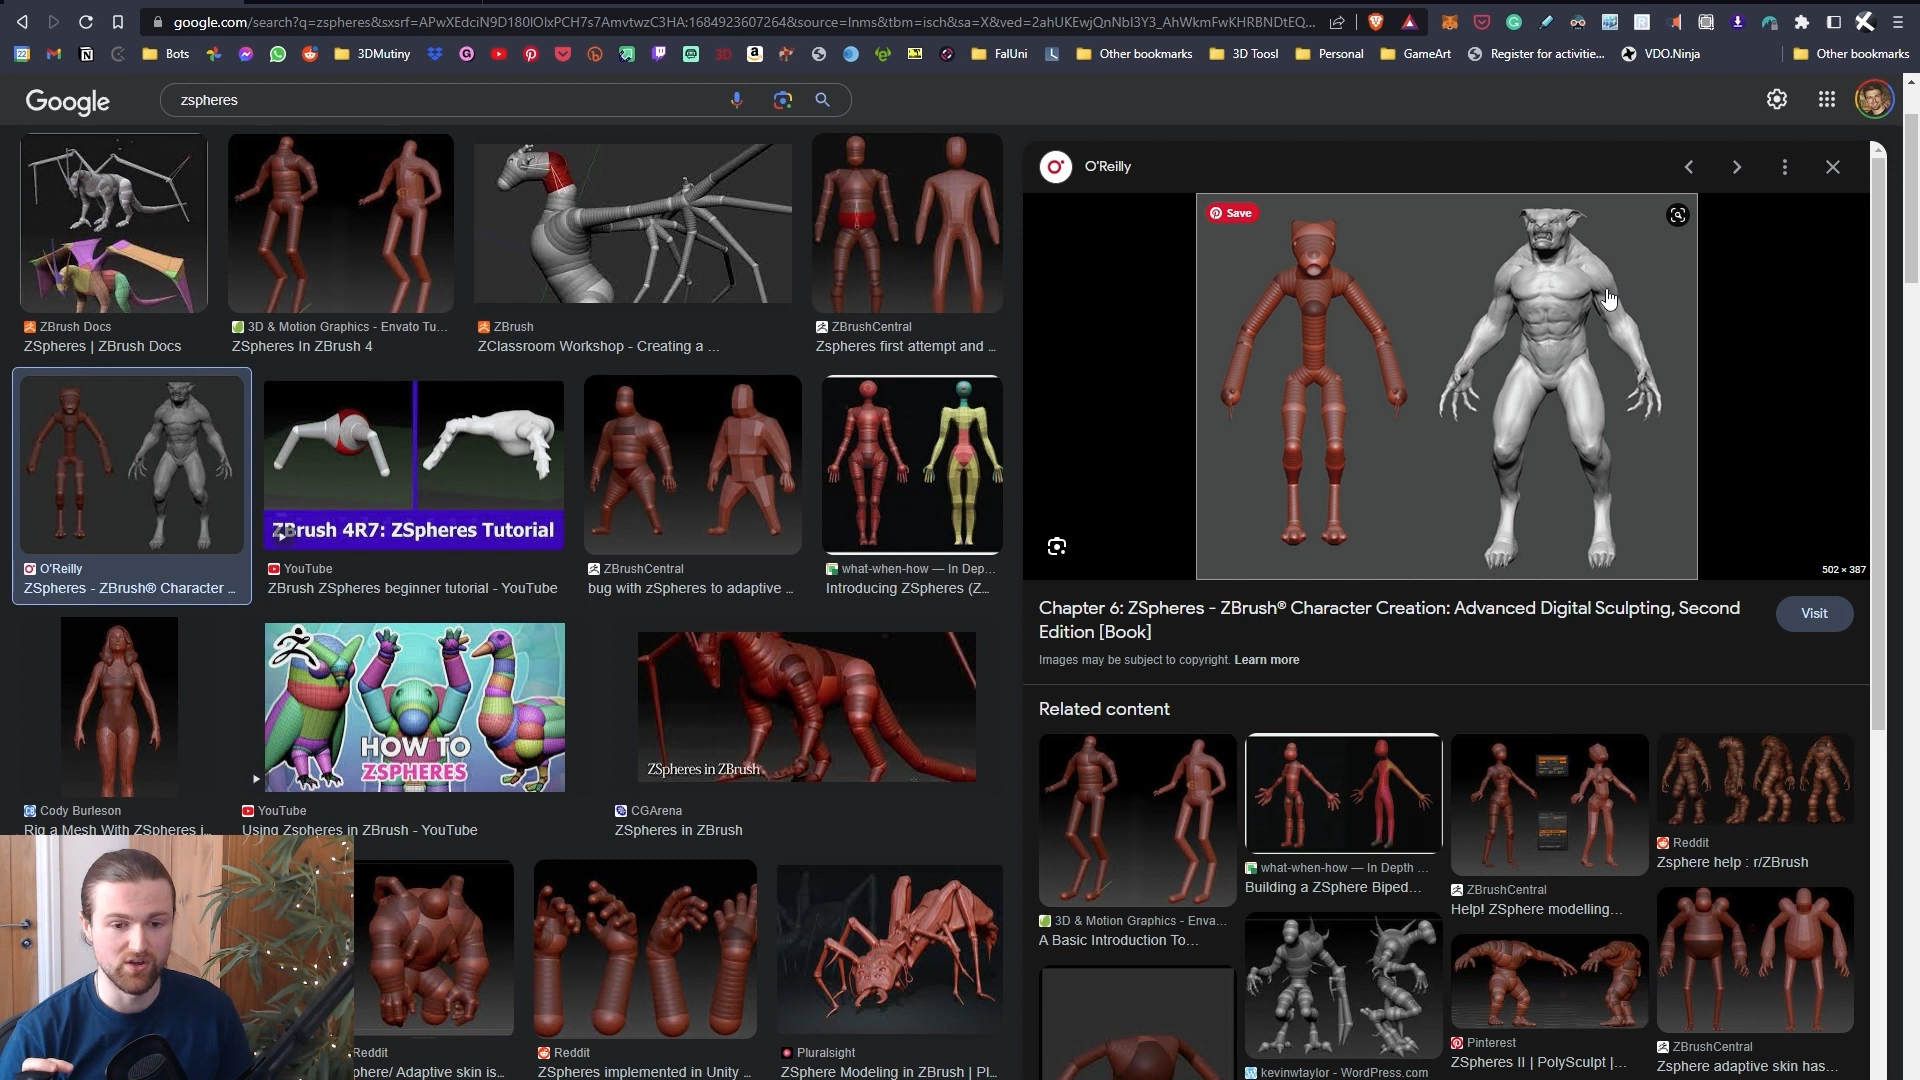 google.com/search?q=zspheres&sxsrf=APwXEdciN9D180lOlxPCH7s7AmvtwzC3HA:1684923607264&source=lnms&tbm=isch&sa=X&ved=2ahUKEwjQnNbl3Y3_AhWkmFwKHRBNDtEQ...
Bots
3DMutiny
FalUni
Other bookmarks
3D Toosl
Personal
GameArt
Register for activitie...
VDO.Ninja
Other bookmarks
Google
zspheres
ZBrush Docs
ZSpheres | ZBrush Docs
3D & Motion Graphics - Envato Tu...
ZSpheres In ZBrush 4
ZBrush
ZClassroom Workshop - Creating a ...
ZBrushCentral
Zspheres first attempt and ...
O'Reilly
ZSpheres - ZBrush® Character ...
ZBrush 4R7: ZSpheres Tutorial
YouTube
ZBrush ZSpheres beginner tutorial - YouTube
ZBrushCentral
bug with zSpheres to adaptive ...
what-when-how — In Dep...
Introducing ZSpheres (Z...
Cody Burleson
Rig a Mesh With ZSpheres i...
HOW TO
ZSPHERES
YouTube
Using Zspheres in ZBrush - YouTube
ZSpheres in ZBrush
CGArena
ZSpheres in ZBrush
Reddit
phere/ Adaptive skin is...
Reddit
ZSpheres implemented in Unity ...
Pluralsight
ZSphere Modeling in ZBrush | Pl...
O'Reilly
Save
502 × 387
Chapter 6: ZSpheres - ZBrush® Character Creation: Advanced Digital Sculpting, Second
Edition [Book]
Visit
Images may be subject to copyright. Learn more
Related content
3D & Motion Graphics - Enva...
A Basic Introduction To...
what-when-how — In Depth ...
Building a ZSphere Biped...
ZBrushCentral
Help! ZSphere modelling...
Reddit
Zsphere help : r/ZBrush
kevinwtaylor - WordPress.com
Pinterest
ZSpheres II | PolySculpt |...
ZBrushCentral
Zsphere adaptive skin has...